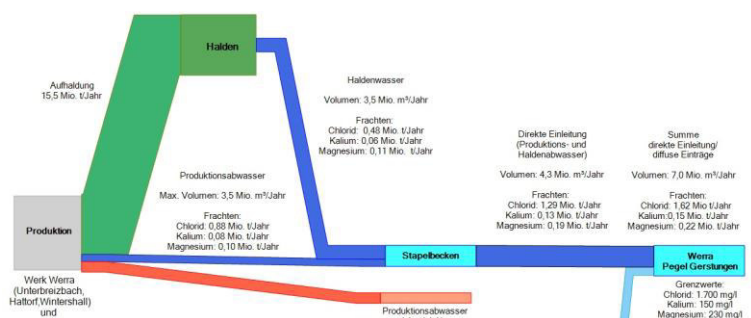 Halden
Aufhaldung
15,5 Mio. t/Jahr
Haldenwasser
Volumen: 3,5 Mio. m³/Jahr
Frachten:
Chlorid: 0,48 Mio. t/Jahr
Kalium: 0,06 Mio. t/Jahr
Magnesium: 0,11 Mio. t/Jahr
Produktionsabwasser
Max. Volumen: 3,5 Mio. m³/Jahr
Frachten:
Chlorid: 0,88 Mio. t/Jahr
Kalium: 0,08 Mio. t/Jahr
Magnesium: 0,10 Mio. t/Jahr
Direkte Einleitung
(Produktions- und
Haldenabwasser)
Volumen: 4,3 Mio. m³/Jahr
Frachten:
Chlorid: 1,29 Mio. t/Jahr
Kalium: 0,13 Mio. t/Jahr
Magnesium: 0,19 Mio. t/Jahr
Summe
direkte Einleitung/
diffuse Einträge
Volumen: 7,0 Mio. m³/Jahr
Frachten:
Chlorid: 1,62 Mio t/Jahr
Kalium:0,15 Mio. t/Jahr
Magnesium: 0,22 Mio. t/Jahr
Produktion
Stapelbecken
Werra
Pegel Gerstungen
Werk Werra
(Unterbreizbach,
Hattorf,Wintershall)
und
Produktionsabwasser
Grenzwerte:
Chlorid: 1.700 mg/l
Kalium: 150 mg/l
Magnesium: 230 mg/l